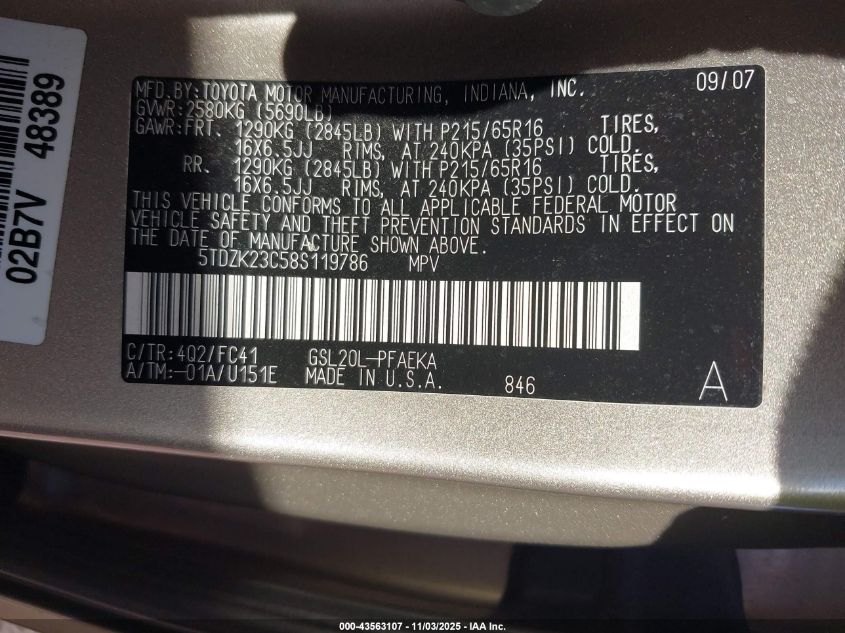 02B7V 48389
MFD.BY:TOYOTA MOTOR MANUFACTURING, INDIANA, INC. 09/07
GVWR:2580KG (5690LB)
GAWR:FRT. 1290KG (2845LB) WITH P215/65R16 TIRES,
16X6.5JJ RIMS, AT 240KPA (35PSI) COLD.
RR. 1290KG (2845LB) WITH P215/65R16 TIRES,
16X6.5JJ RIMS, AT 240KPA (35PSI) COLD.
THIS VEHICLE CONFORMS TO ALL APPLICABLE FEDERAL MOTOR
VEHICLE SAFETY AND THEFT PREVENTION STANDARDS IN EFFECT ON
THE DATE OF MANUFACTURE SHOWN ABOVE.
5TDZK23C58S119786 MPV
C/TR:4Q2/FC41 GSL20L-PFAEKA
A/TM:-01A/U151E MADE IN U.S.A. 846 A
000-43563107 - 11/03/2025 - IAA Inc.